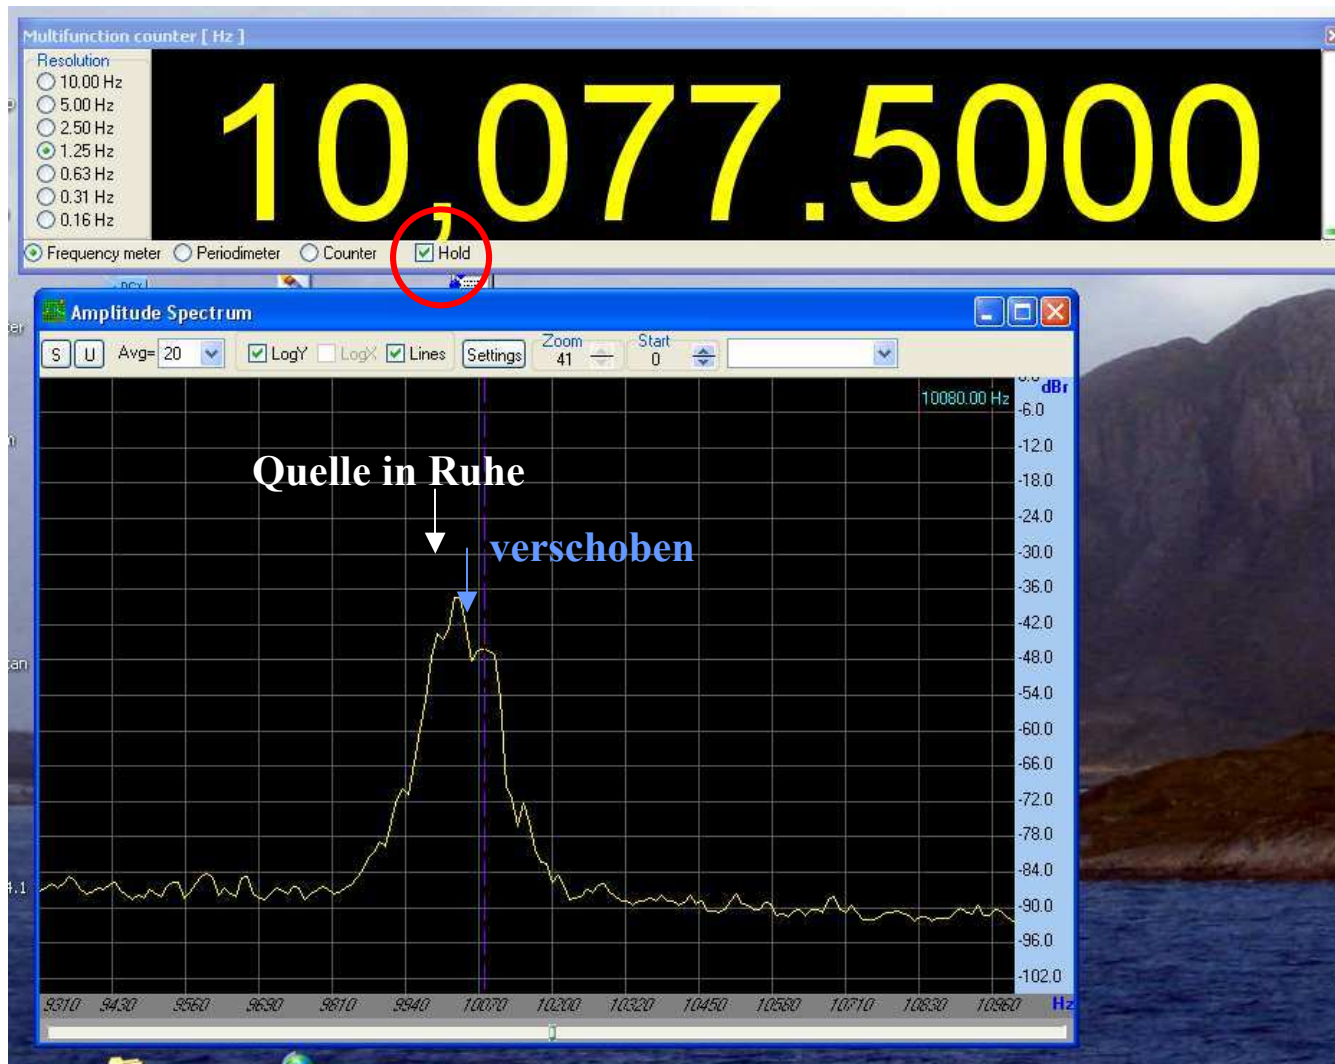 Multifunction counter [ Hz ]
Resolution
10.00 Hz
5.00 Hz
2.50 Hz
1.25 Hz
0.63 Hz
0.31 Hz
0.16 Hz
10,077.5000
Frequency meter Periodimeter Counter Hold
Amplitude Spectrum
S U Avg= 20 LogY LogX Lines Settings Zoom 41 Start 0
10080.00 Hz
dBr
-6.0
-12.0
Quelle in Ruhe
-18.0
-24.0
verschoben
-30.0
-36.0
-42.0
-48.0
-54.0
-60.0
-66.0
-72.0
-78.0
-84.0
4.1
-90.0
-96.0
-102.0
9310 9430 9560 9690 9810 9940 10070 10200 10320 10450 10580 10710 10830 10960 Hz